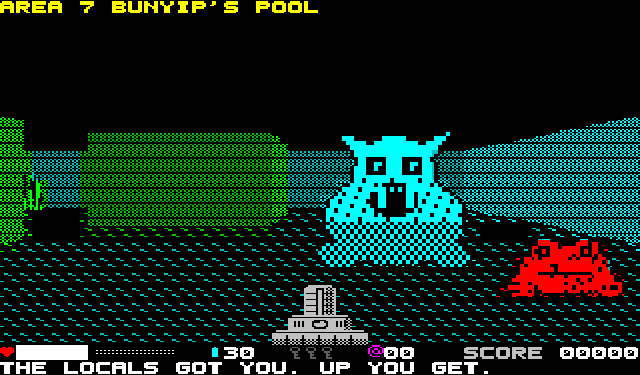 AREA 7 BUNYIP'S POOL
30 00 SCORE 00000
THE LOCALS GOT YOU. UP YOU GET.